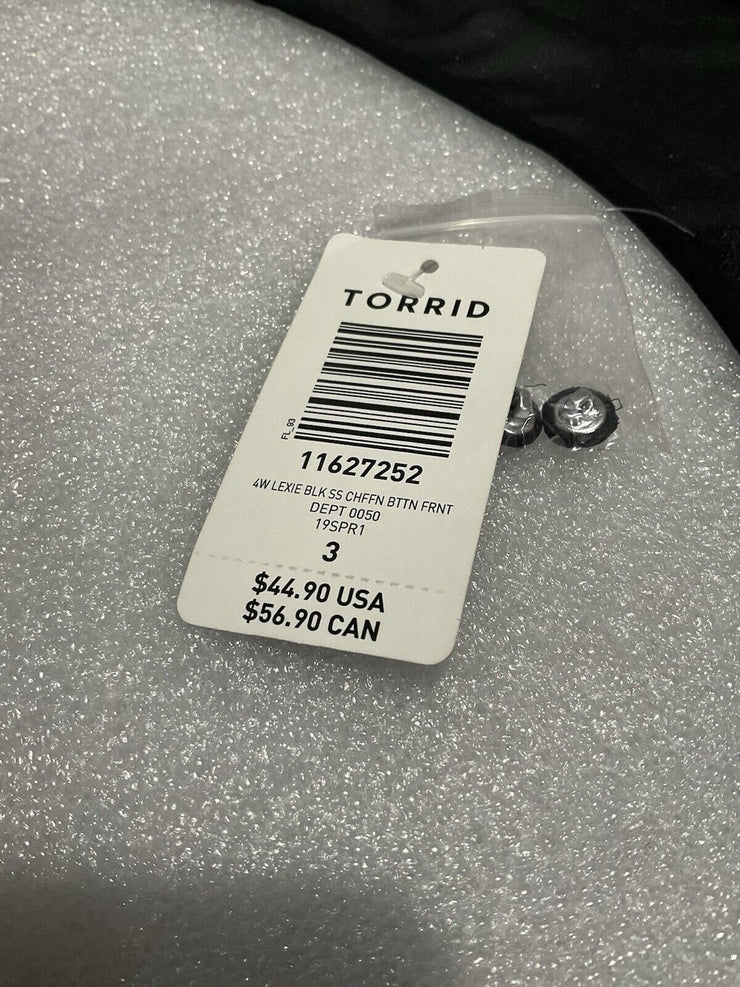 TORRID
FL_93
11627252
4W LEXIE BLK SS CHFFN BTTN FRNT
DEPT 0050
19SPR1
3
$44.90 USA
$56.90 CAN